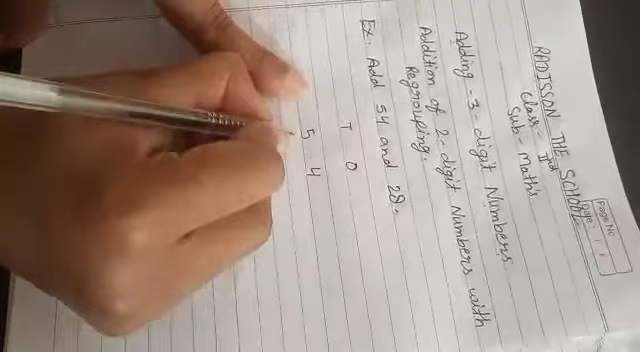 Page No
Date: / /
RADISSON THE SCHOOL
Class- IInd
Sub- Maths
Adding -3- digit Numbers
Addition of 2- digit Numbers with
Regrouping.
Ex. Add 54 and 28-
T O
5 4